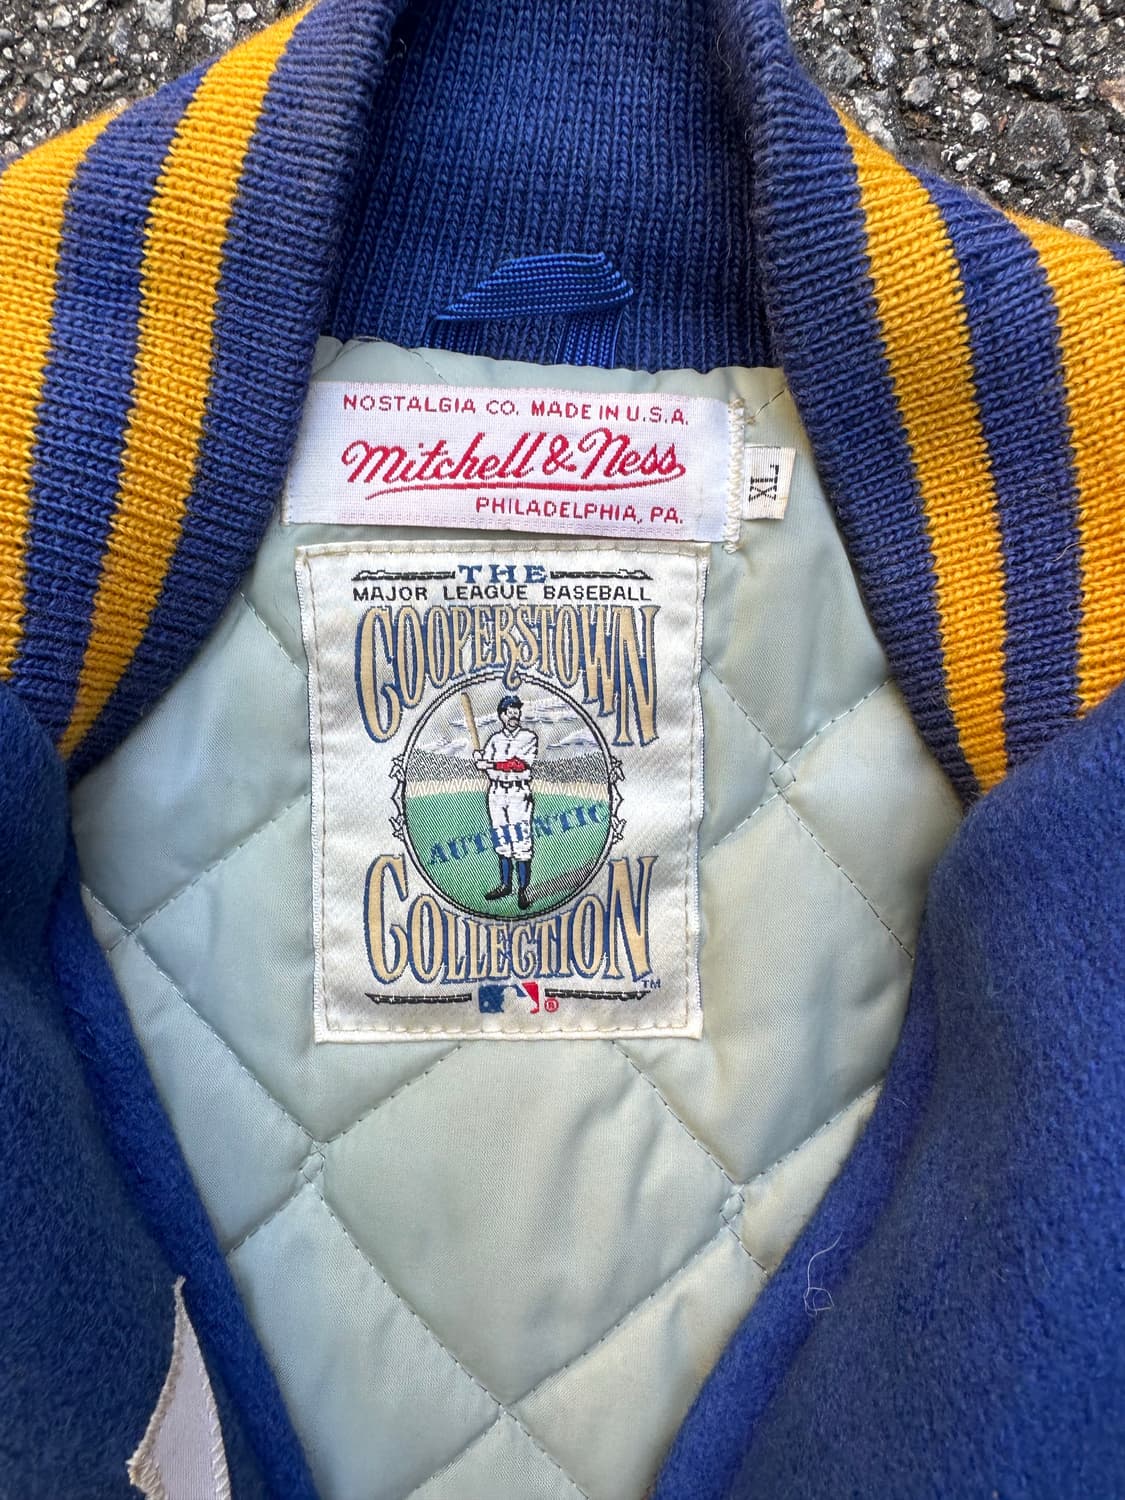 NOSTALGIA CO. MADE IN U.S.A.
Mitchell & Ness
PHILADELPHIA, PA.
XL
THE
MAJOR LEAGUE BASEBALL
COOPERSTOWN
AUTHENTIC
COLLECTION
TM
®